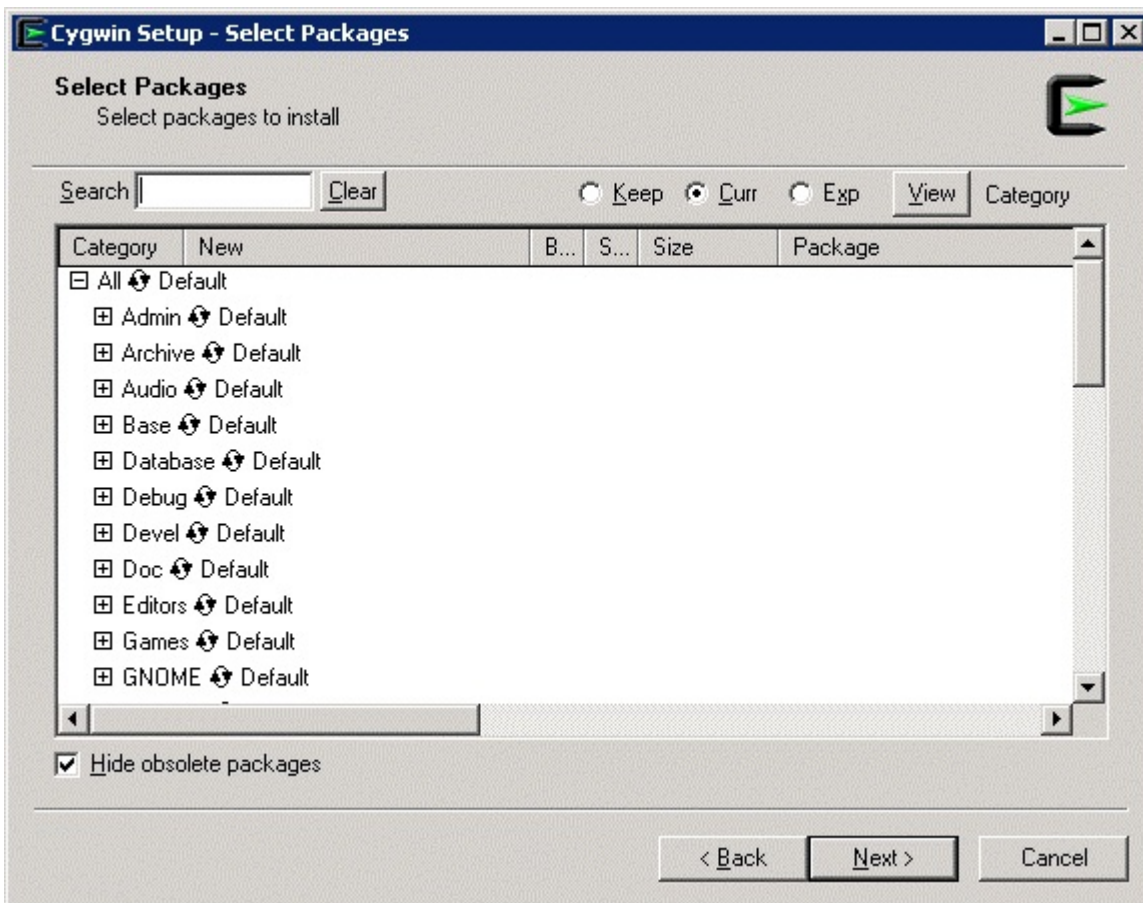 Cygwin Setup - Select Packages
Select Packages
Select packages to install
Search Clear Keep Curr Exp View Category
Category New B... S... Size Package
All Default
Admin Default
Archive Default
Audio Default
Base Default
Database Default
Debug Default
Devel Default
Doc Default
Editors Default
Games Default
GNOME Default
Hide obsolete packages
< Back Next > Cancel